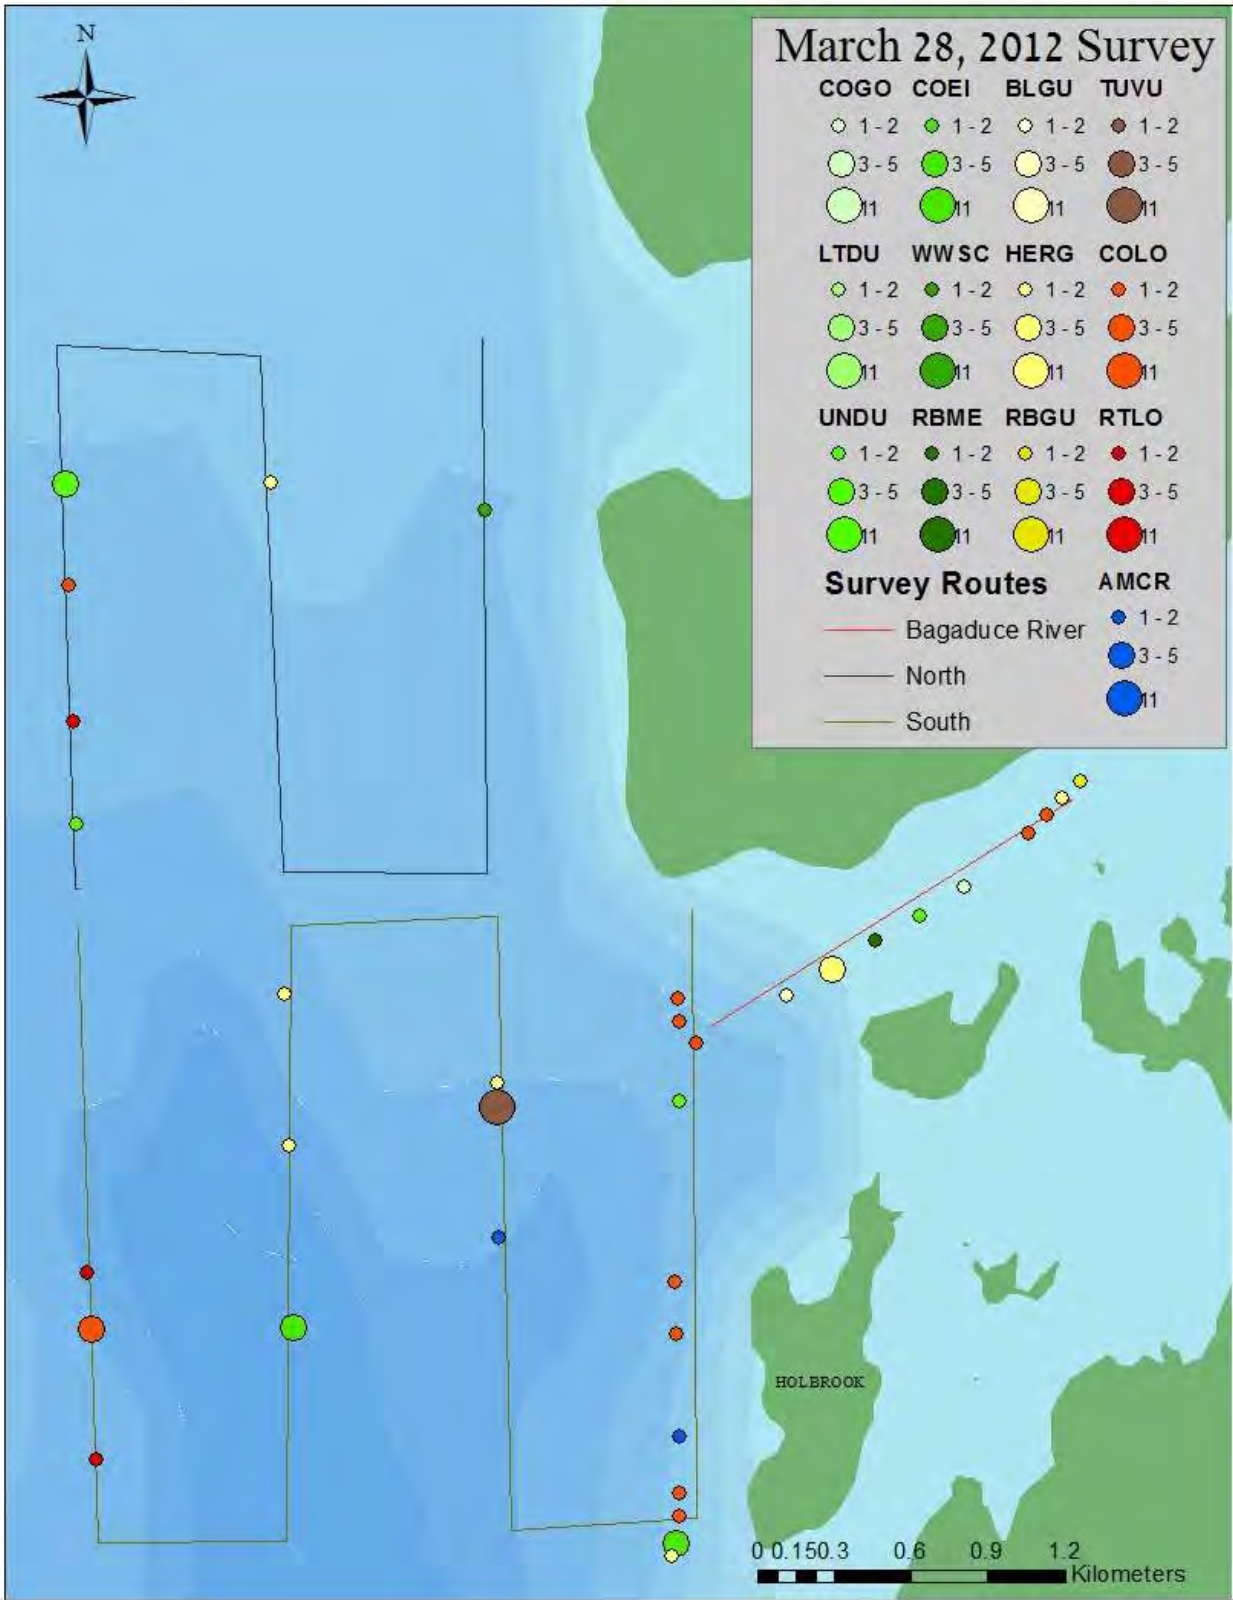 N
March 28, 2012 Survey
COGO COEI BLGU TUVU
1 - 2 1 - 2 1 - 2 1 - 2
3 - 5 3 - 5 3 - 5 3 - 5
11 11 11 11
LTDU WWSC HERG COLO
1 - 2 1 - 2 1 - 2 1 - 2
3 - 5 3 - 5 3 - 5 3 - 5
11 11 11 11
UNDU RBME RBGU RTLO
1 - 2 1 - 2 1 - 2 1 - 2
3 - 5 3 - 5 3 - 5 3 - 5
11 11 11 11
Survey Routes AMCR
1 - 2
Bagaduce River
3 - 5
North
11
South
HOLBROOK
0 0.150.3 0.6 0.9 1.2
Kilometers